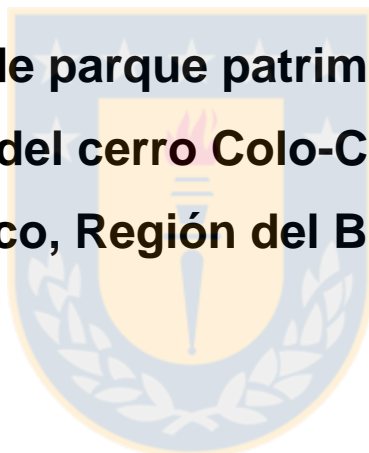 le parque patrim
del cerro Colo-C
co, Región del B